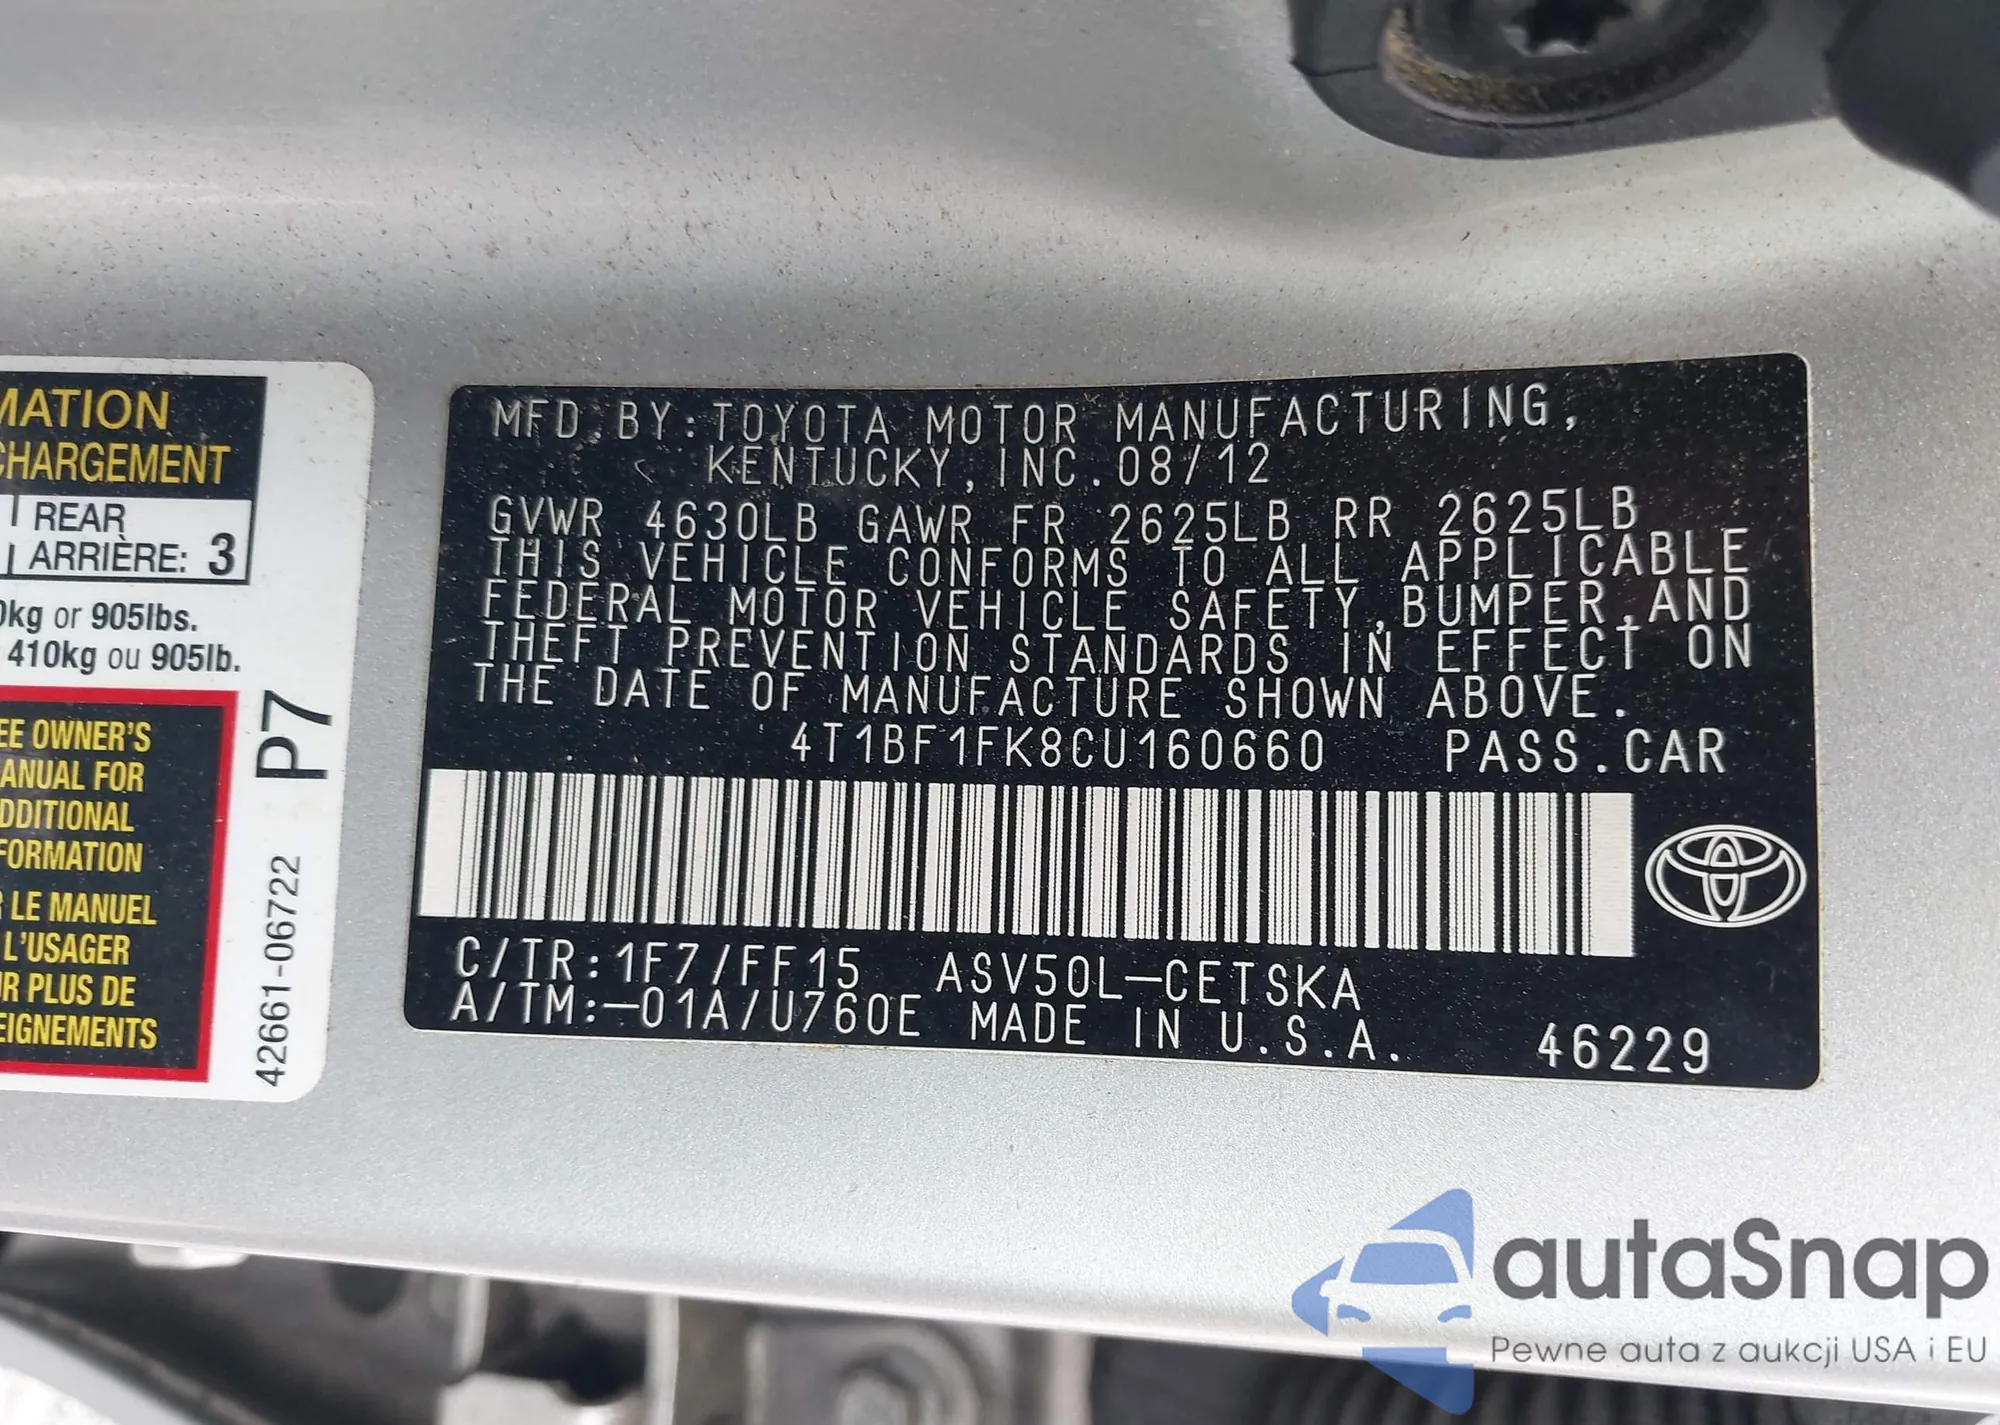 MATION
CHARGEMENT
REAR
ARRIÈRE: 3
0kg or 905lbs.
410kg ou 905lb.
EE OWNER'S
ANUAL FOR
DDITIONAL
FORMATION
R LE MANUEL
L'USAGER
UR PLUS DE
EIGNEMENTS
P7
42661-06722
MFD.BY:TOYOTA MOTOR MANUFACTURING,
KENTUCKY,INC.08/12
GVWR 4630LB GAWR FR 2625LB RR 2625LB
THIS VEHICLE CONFORMS TO ALL APPLICABLE
FEDERAL MOTOR VEHICLE SAFETY,BUMPER,AND
THEFT PREVENTION STANDARDS IN EFFECT ON
THE DATE OF MANUFACTURE SHOWN ABOVE.
4T1BF1FK8CU160660 PASS.CAR
C/TR:1F7/FF15 ASV50L-CETSKA
A/TM:-01A/U760E MADE IN U.S.A. 46229
autaSnap
Pewne auta z aukcji USA i EU